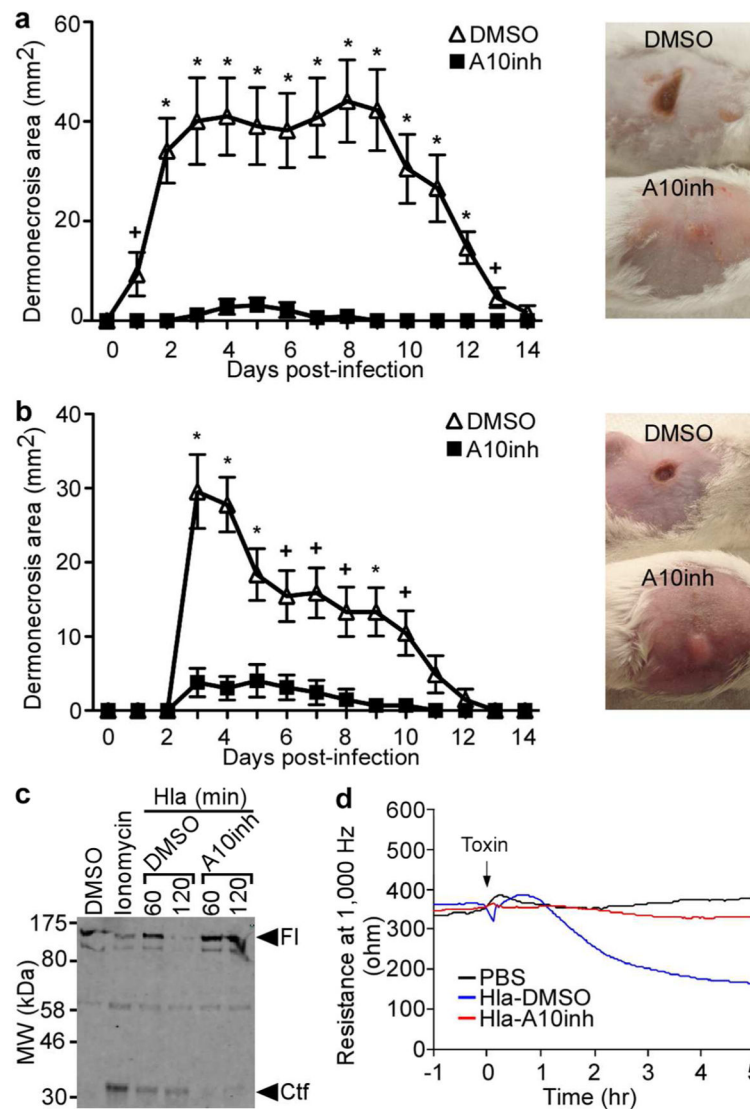 a
60
40
20
0
Dermonecrosis area (mm²)
DMSO
A10inh
+ * * * * * * * * * * * +
0 2 4 6 8 10 12 14
Days post-infection
DMSO
A10inh
b
40
30
20
10
0
Dermonecrosis area (mm²)
DMSO
A10inh
* * * + + + * +
0 2 4 6 8 10 12 14
Days post-infection
DMSO
A10inh
c
Hla (min)
DMSO
Ionomycin
DMSO
A10inh
60
120
60
120
MW (kDa)
175
80
58
46
30
Fl
Ctf
d
600
500
400
300
200
100
0
Resistance at 1,000 Hz
(ohm)
Toxin
PBS
Hla-DMSO
Hla-A10inh
-1 0 1 2 3 4 5
Time (hr)